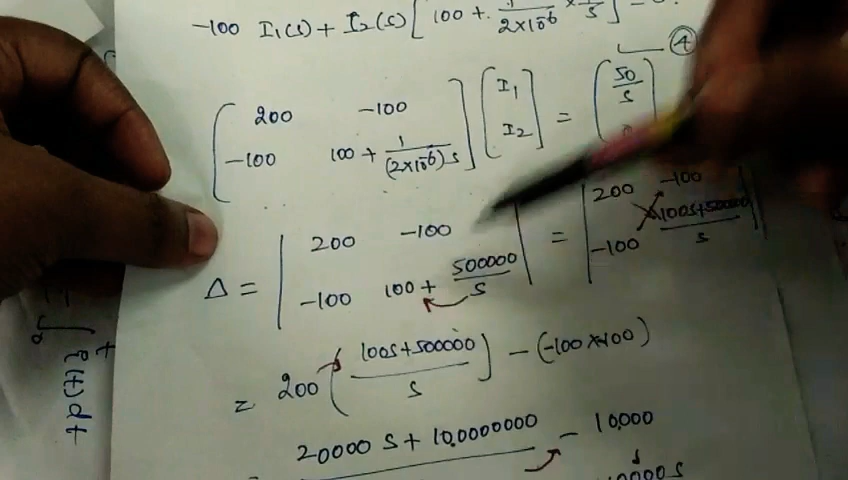 -100 I₁(s) + I₂(s) [ 100 + 1/(2×10⁻⁶) × 1/s ]
④
[ 200 -100 ; -100 100 + 1/((2×10⁻⁶)s) ] [ I₁ ; I₂ ] = ( 50/s
Δ = | 200 -100 ; -100 100 + 500000/s | = | 200 -100 ; -100 (100s+500000)/s |
= 200 ( (100s+500000)/s ] - (-100×-100)
= 20000 s + 10,0000000 - 10,000
s